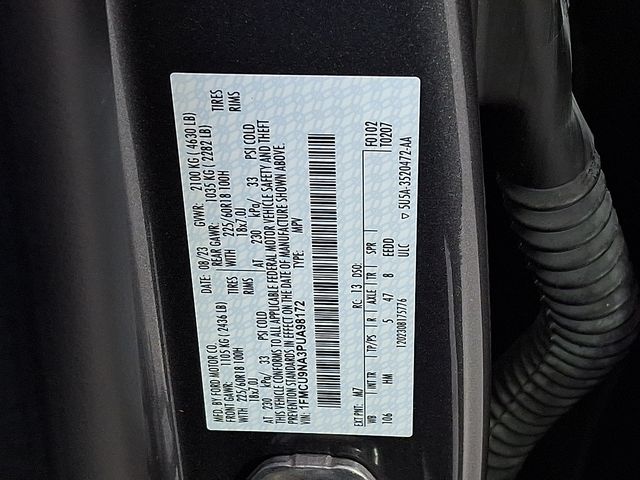 MFD. BY FORD MOTOR CO.
DATE: 08/23 GVWR: 2100 KG ( 4630 LB)
FRONT GAWR: 1105 KG ( 2436 LB) REAR GAWR: 1035 KG ( 2282 LB)
WITH 225/60R18 100H TIRES WITH 225/60R18 100H TIRES
18x7.0J RIMS 18x7.0J RIMS
AT 230 kPa/ 33 PSI COLD AT 230 kPa/ 33 PSI COLD
THIS VEHICLE CONFORMS TO ALL APPLICABLE FEDERAL MOTOR VEHICLE SAFETY AND THEFT
PREVENTION STANDARDS IN EFFECT ON THE DATE OF MANUFACTURE SHOWN ABOVE.
VIN: 1FMCU9NA3PUA98172 TYPE: MPV
F0102
T0207
EXT PNT: M7 RC: 13 DSO:
WB INT TR TP/PS R AXLE TR SPR
106 HM 5 47 8 EEDD
1202308175776 ULC ▽ 5U5A-3520472-AA